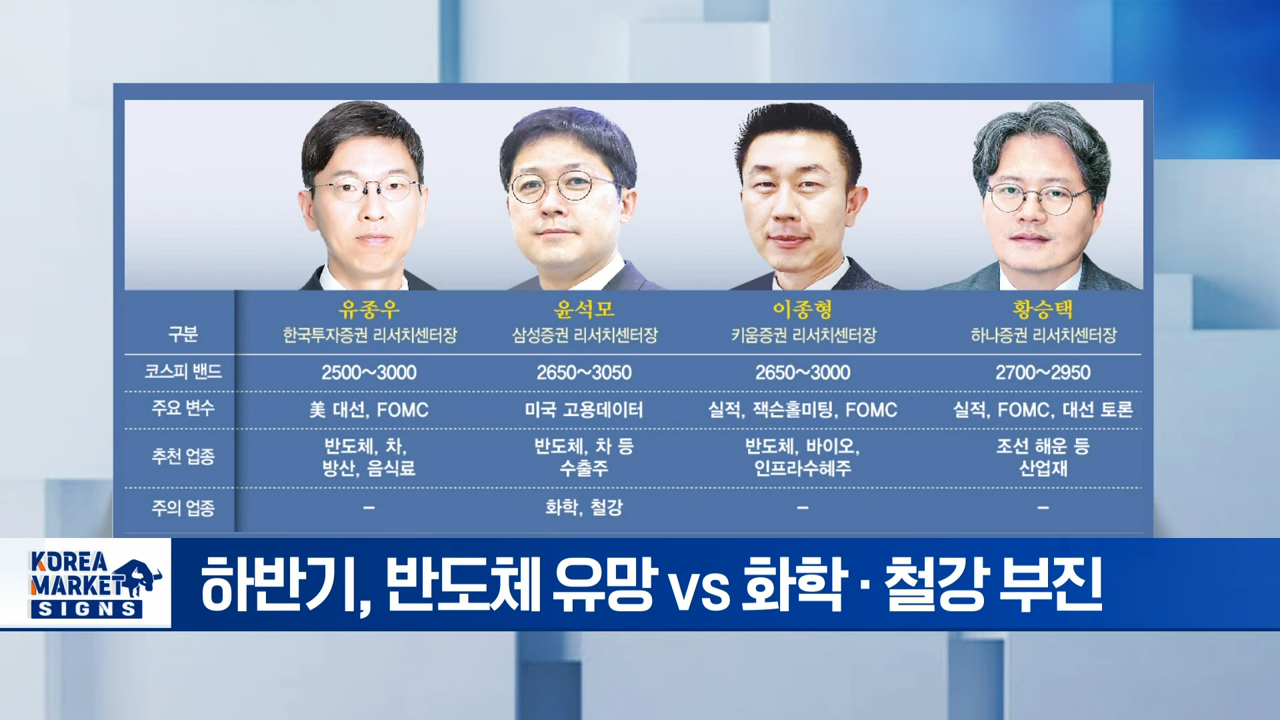 유종우 윤석모 이종형 황승택
구분 한국투자증권 리서치센터장 삼성증권 리서치센터장 키움증권 리서치센터장 하나증권 리서치센터장
코스피 밴드 2500~3000 2650~3050 2650~3000 2700~2950
주요 변수 美 대선, FOMC 미국 고용데이터 실적, 잭슨홀미팅, FOMC 실적, FOMC, 대선 토론
추천 업종 반도체, 차, 방산, 음식료 반도체, 차 등 수출주 반도체, 바이오, 인프라수혜주 조선 해운 등 산업재
주의 업종 – 화학, 철강 – –
KOREA
MARKET
SIGNS
하반기, 반도체 유망 vs 화학·철강 부진